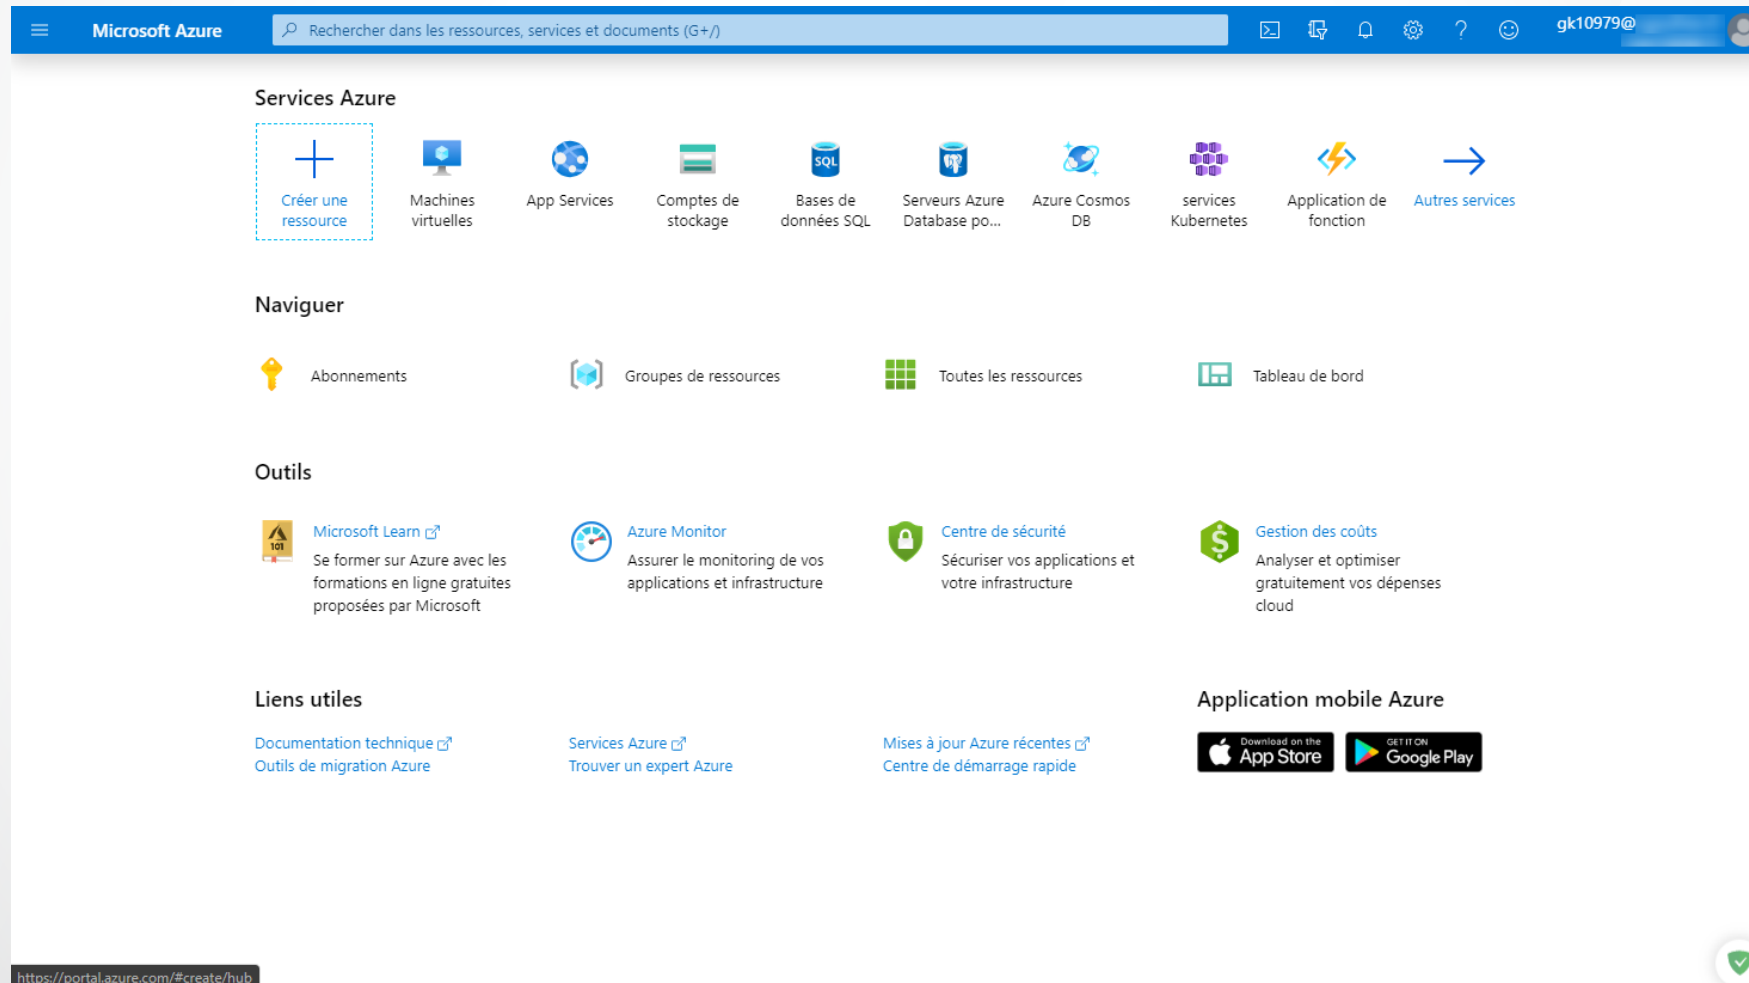 Microsoft Azure
Rechercher dans les ressources, services et documents (G+/)
gk10979@
Services Azure
Créer une
ressource
Machines
virtuelles
App Services
Comptes de
stockage
SQL
Bases de
données SQL
Serveurs Azure
Database po...
Azure Cosmos
DB
services
Kubernetes
Application de
fonction
Autres services
Naviguer
Abonnements
Groupes de ressources
Toutes les ressources
Tableau de bord
Outils
101
Microsoft Learn
Se former sur Azure avec les
formations en ligne gratuites
proposées par Microsoft
Azure Monitor
Assurer le monitoring de vos
applications et infrastructure
Centre de sécurité
Sécuriser vos applications et
votre infrastructure
Gestion des coûts
Analyser et optimiser
gratuitement vos dépenses
cloud
Liens utiles
Documentation technique
Outils de migration Azure
Services Azure
Trouver un expert Azure
Mises à jour Azure récentes
Centre de démarrage rapide
Application mobile Azure
Download on the
App Store
GET IT ON
Google Play
https://portal.azure.com/#create/hub